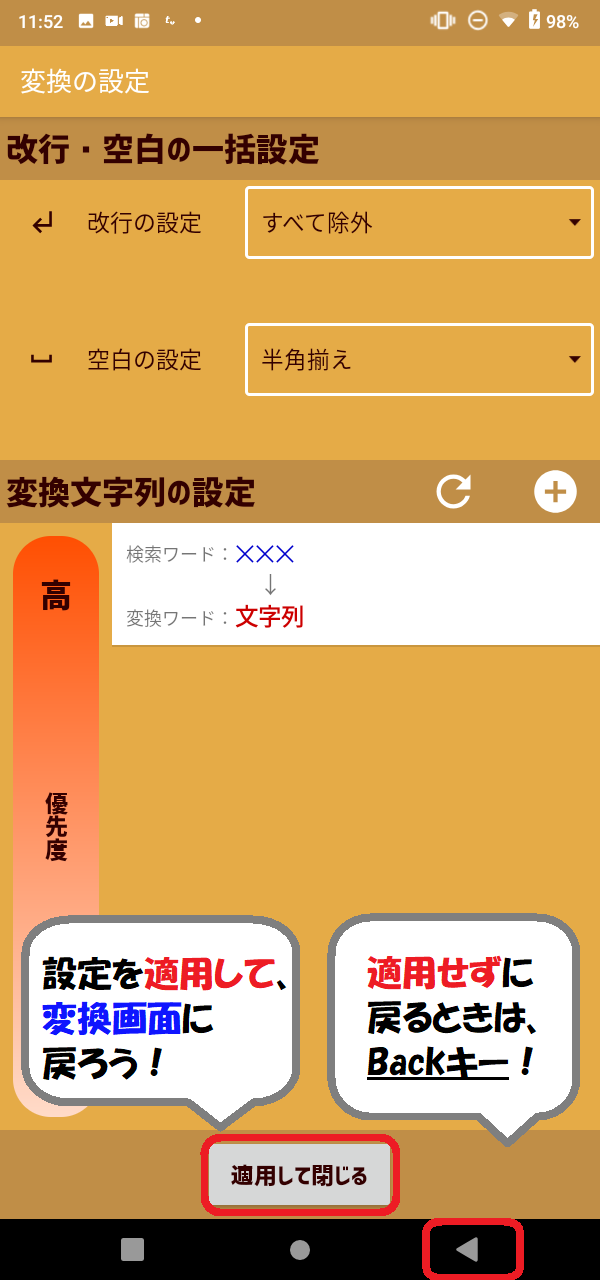 11:52
98%
変換の設定
改行・空白の一括設定
改行の設定
すべて除外
空白の設定
半角揃え
変換文字列の設定
高
検索ワード：×××
↓
変換ワード：文字列
優先度
設定を適用して、
変換画面に
戻ろう！
適用せずに
戻るときは、
Backキー！
適用して閉じる